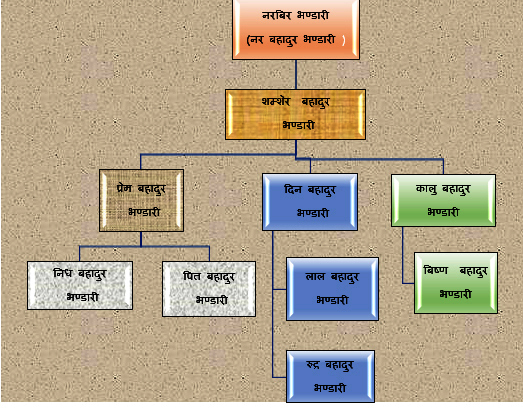 नरबिर भण्डारी
(नर बहादुर भण्डारी )
शम्शेर बहादुर
भण्डारी
प्रेम बहादुर
भण्डारी
दिन बहादुर
भण्डारी
कालु बहादुर
भण्डारी
निधि बहादुर
भण्डारी
पित्त बहादुर
भण्डारी
लाल बहादुर
भण्डारी
बिष्ण बहादुर
भण्डारी
रुद्र बहादुर
भण्डारी